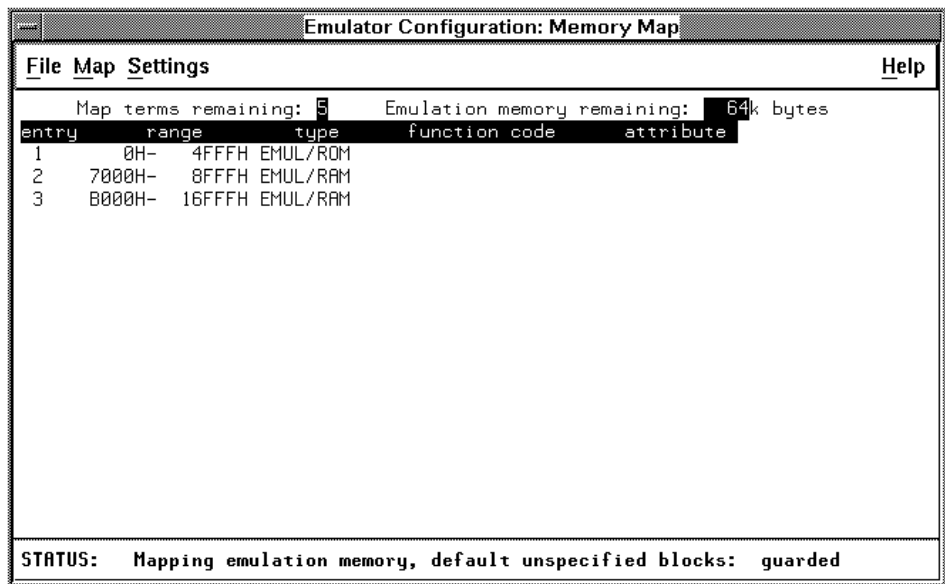 Emulator Configuration: Memory Map
File Map Settings Help
Map terms remaining: 5 Emulation memory remaining: 64k bytes
entry range type function code attribute
1 0H- 4FFFH EMUL/ROM
2 7000H- 8FFFH EMUL/RAM
3 B000H- 16FFFH EMUL/RAM
STATUS: Mapping emulation memory, default unspecified blocks: guarded